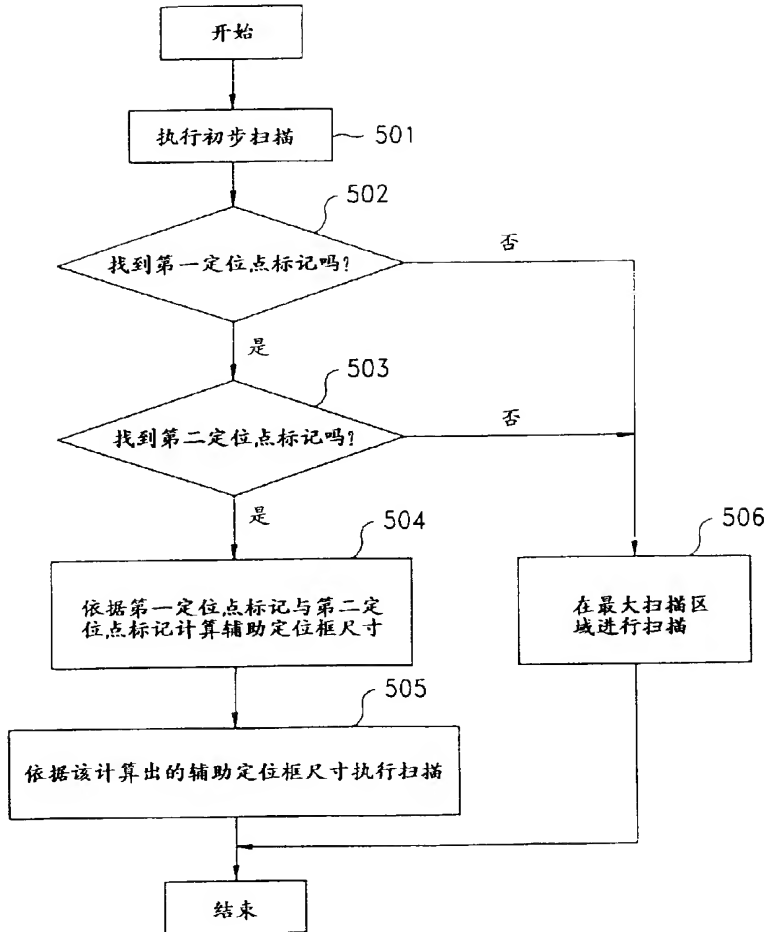 开始
执行初步扫描
501
502
找到第一定位点标记吗?
否
是
503
找到第二定位点标记吗?
否
是
504
依据第一定位点标记与第二定
位点标记计算辅助定位框尺寸
506
在最大扫描区
域进行扫描
505
依据该计算出的辅助定位框尺寸执行扫描
结束